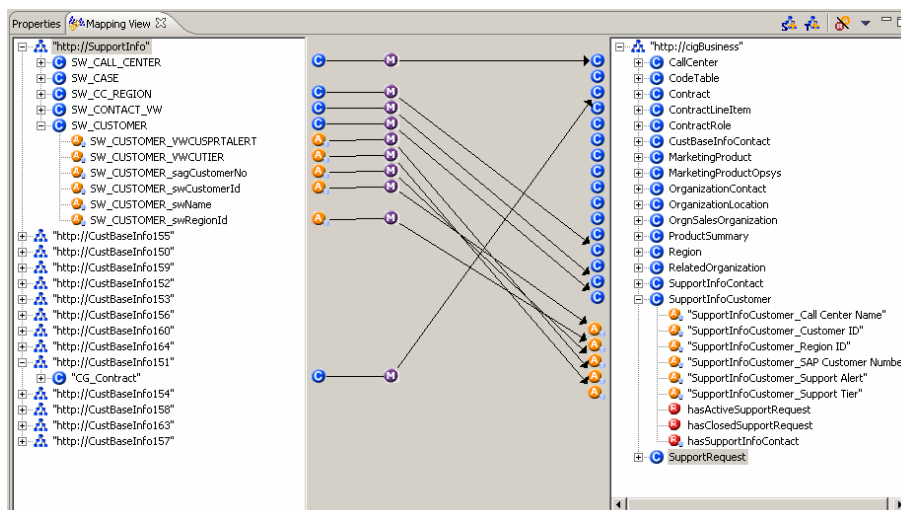 Properties
Mapping View
"http://SupportInfo"
SW_CALL_CENTER
SW_CASE
SW_CC_REGION
SW_CONTACT_VW
SW_CUSTOMER
SW_CUSTOMER_VWCUSPRTALERT
SW_CUSTOMER_VWCUTIER
SW_CUSTOMER_sagCustomerNo
SW_CUSTOMER_swCustomerId
SW_CUSTOMER_swName
SW_CUSTOMER_swRegionId
"http://CustBaseInfo155"
"http://CustBaseInfo150"
"http://CustBaseInfo159"
"http://CustBaseInfo152"
"http://CustBaseInfo153"
"http://CustBaseInfo156"
"http://CustBaseInfo160"
"http://CustBaseInfo164"
"http://CustBaseInfo151"
"CG_Contract"
"http://CustBaseInfo154"
"http://CustBaseInfo158"
"http://CustBaseInfo163"
"http://CustBaseInfo157"
"http://cigBusiness"
CallCenter
CodeTable
Contract
ContractLineItem
ContractRole
CustBaseInfoContact
MarketingProduct
MarketingProductOpsys
OrganizationContact
OrganizationLocation
OrgnSalesOrganization
ProductSummary
Region
RelatedOrganization
SupportInfoContact
SupportInfoCustomer
"SupportInfoCustomer_Call Center Name"
"SupportInfoCustomer_Customer ID"
"SupportInfoCustomer_Region ID"
"SupportInfoCustomer_SAP Customer Numbe
"SupportInfoCustomer_Support Alert"
"SupportInfoCustomer_Support Tier"
hasActiveSupportRequest
hasClosedSupportRequest
hasSupportInfoContact
SupportRequest